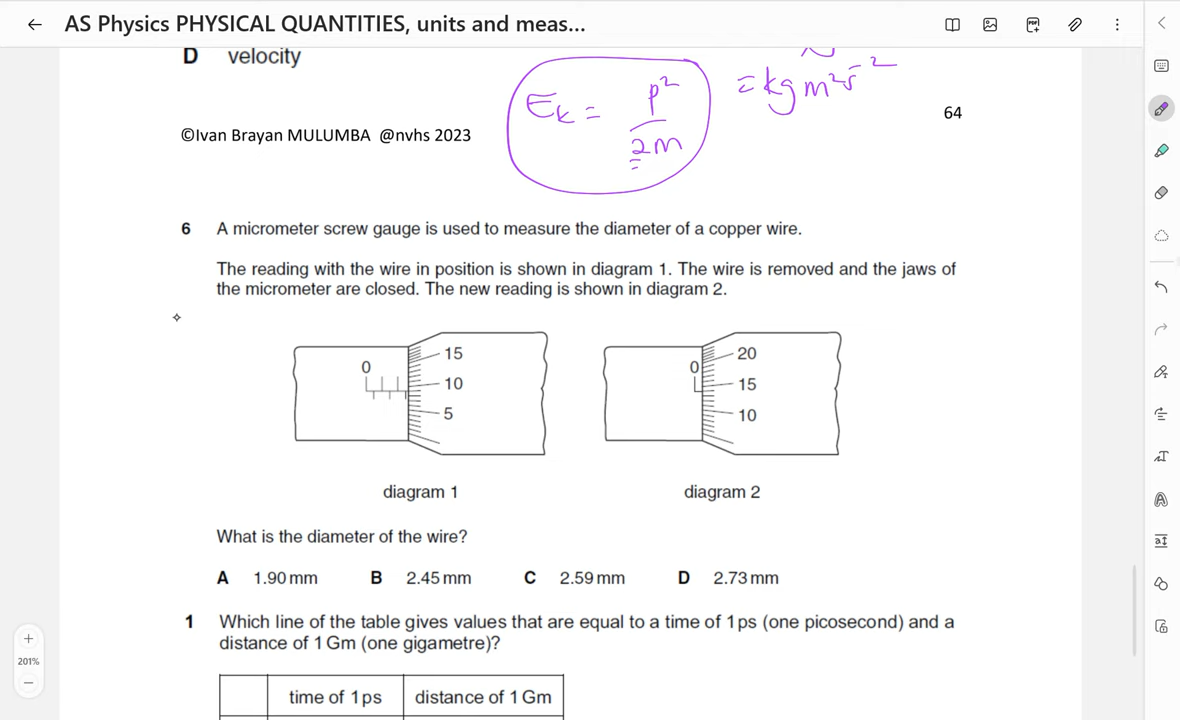 AS Physics PHYSICAL QUANTITIES, units and meas...
D velocity
= kg m² s⁻²
Eₖ = p² / 2m
64
©Ivan Brayan MULUMBA @nvhs 2023
6 A micrometer screw gauge is used to measure the diameter of a copper wire.
The reading with the wire in position is shown in diagram 1. The wire is removed and the jaws of
the micrometer are closed. The new reading is shown in diagram 2.
0 15 10 5
0 20 15 10
diagram 1 diagram 2
What is the diameter of the wire?
A 1.90 mm B 2.45 mm C 2.59 mm D 2.73 mm
1 Which line of the table gives values that are equal to a time of 1 ps (one picosecond) and a
distance of 1 Gm (one gigametre)?
time of 1 ps distance of 1 Gm
201%